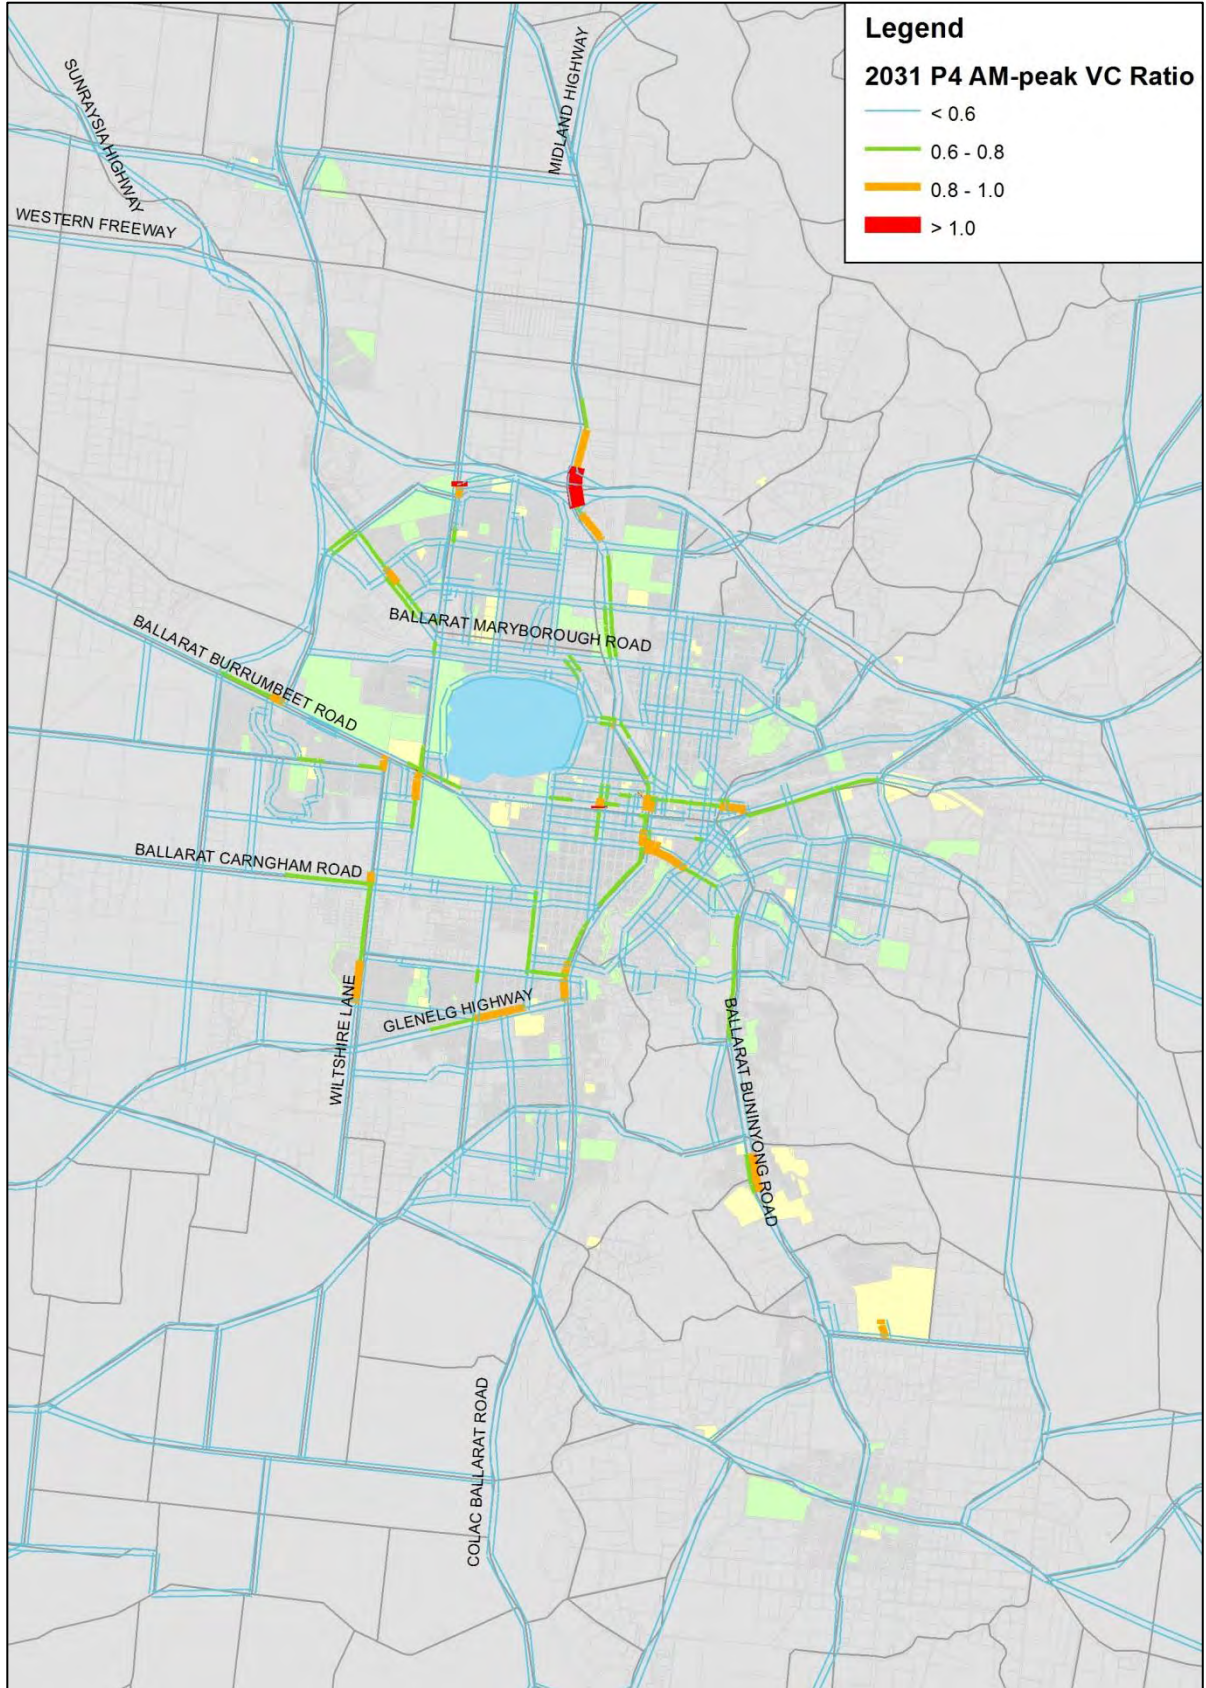 Legend
2031 P4 AM-peak VC Ratio
< 0.6
0.6 - 0.8
0.8 - 1.0
> 1.0
SUNRAYSIA HIGHWAY
MIDLAND HIGHWAY
WESTERN FREEWAY
BALLARAT MARYBOROUGH ROAD
BALLARAT BURRUMBEET ROAD
BALLARAT CARNGHAM ROAD
WILTSHIRE LANE
GLENELG HIGHWAY
BALLARAT BUNINYONG ROAD
COLAC BALLARAT ROAD